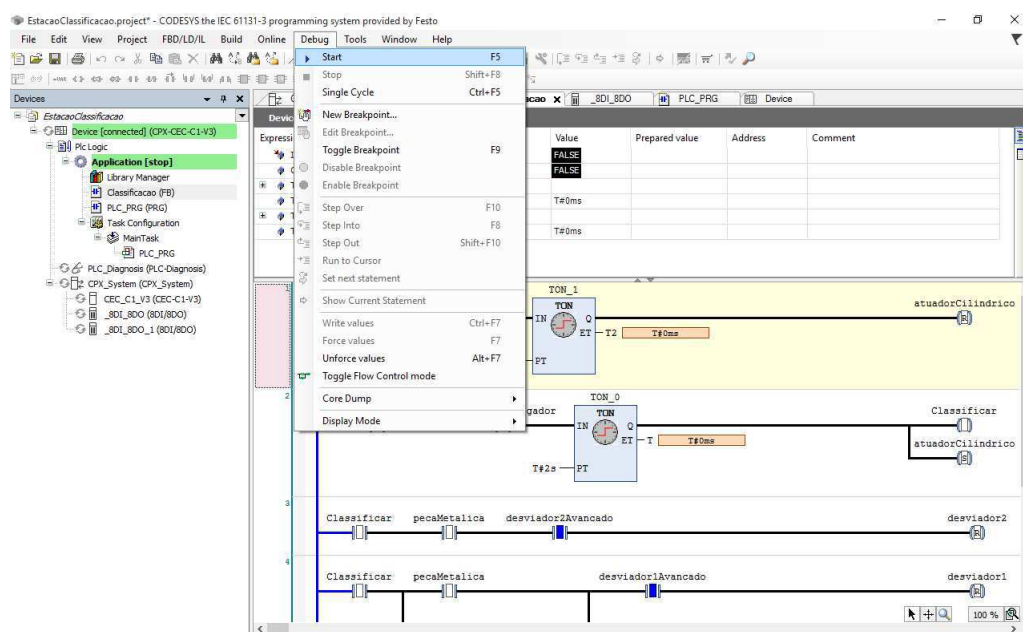 EstacaoClassificacao.project* - CODESYS the IEC 61131-3 programming system provided by Festo
File Edit View Project FBD/LD/IL Build Online Debug Tools Window Help
Start F5
Stop Shift+F8
Single Cycle Ctrl+F5
New Breakpoint...
Edit Breakpoint...
Toggle Breakpoint F9
Disable Breakpoint
Enable Breakpoint
Step Over F10
Step Into F8
Step Out Shift+F10
Run to Cursor
Set next statement
Show Current Statement
Write values Ctrl+F7
Force values F7
Unforce values Alt+F7
Toggle Flow Control mode
Core Dump
Display Mode
Devices
EstacaoClassificacao
Device [connected] (CPX-CEC-C1-V3)
Plc Logic
Application [stop]
Library Manager
Classificacao (FB)
PLC_PRG (PRG)
Task Configuration
MainTask
PLC_PRG
PLC_Diagnosis (PLC-Diagnosis)
CPX_System (CPX_System)
CEC_C1_V3 (CEC-C1-V3)
_8DI_8DO (8DI/8DO)
_8DI_8DO_1 (8DI/8DO)
cao _8DI_8DO PLC_PRG Device
Devic
Expressi Value Prepared value Address Comment
FALSE
FALSE
T#0ms
T#0ms
1
TON_1
TON
IN Q
ET T2 T#0ms
PT
atuadorCilindrico
R
2
gador
TON_0
TON
IN Q
ET T T#0ms
T#2s PT
Classificar
atuadorCilindrico
S
3
Classificar pecaMetalica desviador2Avancado desviador2
R
4
Classificar pecaMetalica desviador1Avancado desviador1
R
100 %